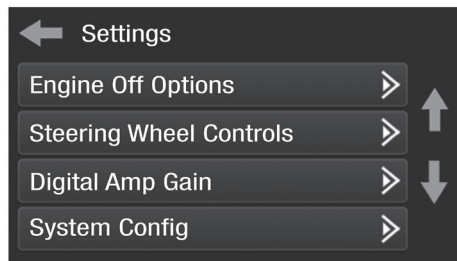 Settings
Engine Off Options
Steering Wheel Controls
Digital Amp Gain
System Config